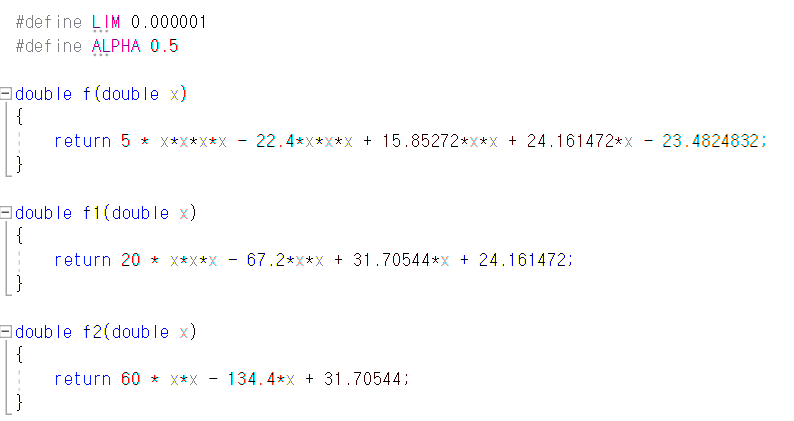 #define LIM 0.000001
#define ALPHA 0.5
double f(double x)
{
return 5 * x*x*x*x - 22.4*x*x*x + 15.85272*x*x + 24.161472*x - 23.4824832;
}
double f1(double x)
{
return 20 * x*x*x - 67.2*x*x + 31.70544*x + 24.161472;
}
double f2(double x)
{
return 60 * x*x - 134.4*x + 31.70544;
}